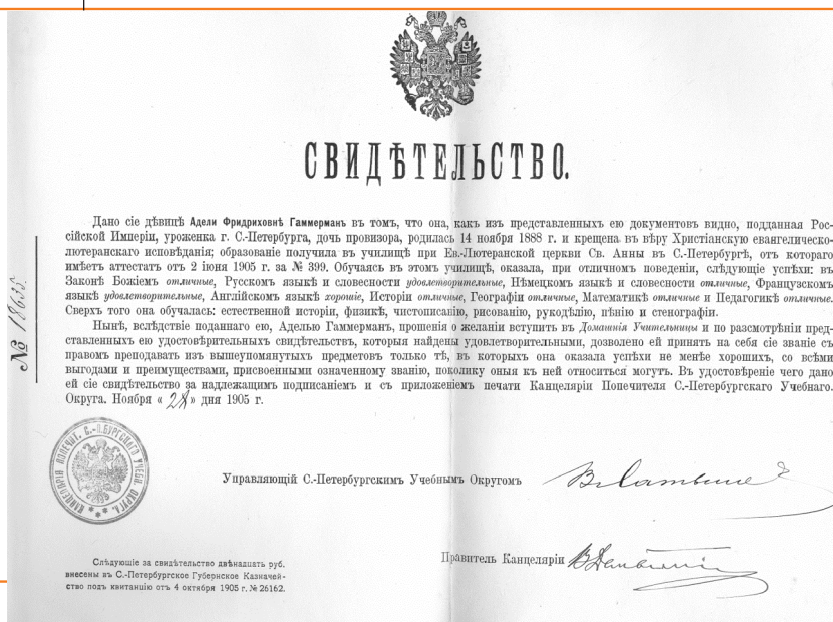 СВИДѢТЕЛЬСТВО.
Дано сіе дѣвицѣ Адели Фридриховнѣ Гаммерманъ въ томъ, что она, какъ изъ представленныхъ ею документовъ видно, подданная Рос-
сійской Имперіи, уроженка г. С.-Петербурга, дочь провизора, родилась 14 ноября 1888 г. и крещена въ вѣру Христіанскую евангелическо-
лютеранскаго исповѣданія; образованіе получила въ училищѣ при Ев.-Лютеранской церкви Св. Анны въ С.-Петербургѣ, отъ котораго
имѣетъ аттестатъ отъ 2 іюня 1905 г. за № 399. Обучаясь въ этомъ училищѣ, оказала, при отличномъ поведеніи, слѣдующіе успѣхи: въ
Законѣ Божіемъ отличные, Русскомъ языкѣ и словесности удовлетворительные, Нѣмецкомъ языкѣ и словесности отличные, Французскомъ
языкѣ удовлетворительные, Англійскомъ языкѣ хорошіе, Исторіи отличные, Географіи отличные, Математикѣ отличные и Педагогикѣ отличные.
Сверхъ того она обучалась: естественной исторіи, физикѣ, чистописанію, рисованію, рукодѣлію, пѣнію и стенографіи.
Нынѣ, вслѣдствіе поданнаго ею, Аделью Гаммерманъ, прошенія о желаніи вступить въ Домашнія Учительницы и по разсмотрѣніи пред-
ставленныхъ ею удостовѣрительныхъ свидѣтельствъ, которыя найдены удовлетворительными, дозволено ей принять на себя сіе званіе съ
правомъ преподавать изъ вышеупомянутыхъ предметовъ только тѣ, въ которыхъ она оказала успѣхи не менѣе хорошихъ, со всѣми
выгодами и преимуществами, присвоенными означенному званію, поколику оныя къ ней относиться могутъ. Въ удостовѣреніе чего дано
ей сіе свидѣтельство за надлежащимъ подписаніемъ и съ приложеніемъ печати Канцеляріи Попечителя С.-Петербургскаго Учебнаго.
Округа. Ноября « 28 » дня 1905 г.
№ 18635
КАНЦЕЛЯРІЯ ПОПЕЧИТ. С.-П.БУРГСКАГО УЧЕБН. ОКРУГА.
Управляющій С.-Петербургскимъ Учебнымъ Округомъ
Правитель Канцеляріи
Слѣдующіе за свидѣтельство двѣнадцать руб.
внесены въ С.-Петербургское Губернское Казначей-
ство подъ квитанцію отъ 4 октября 1905 г. № 26162.